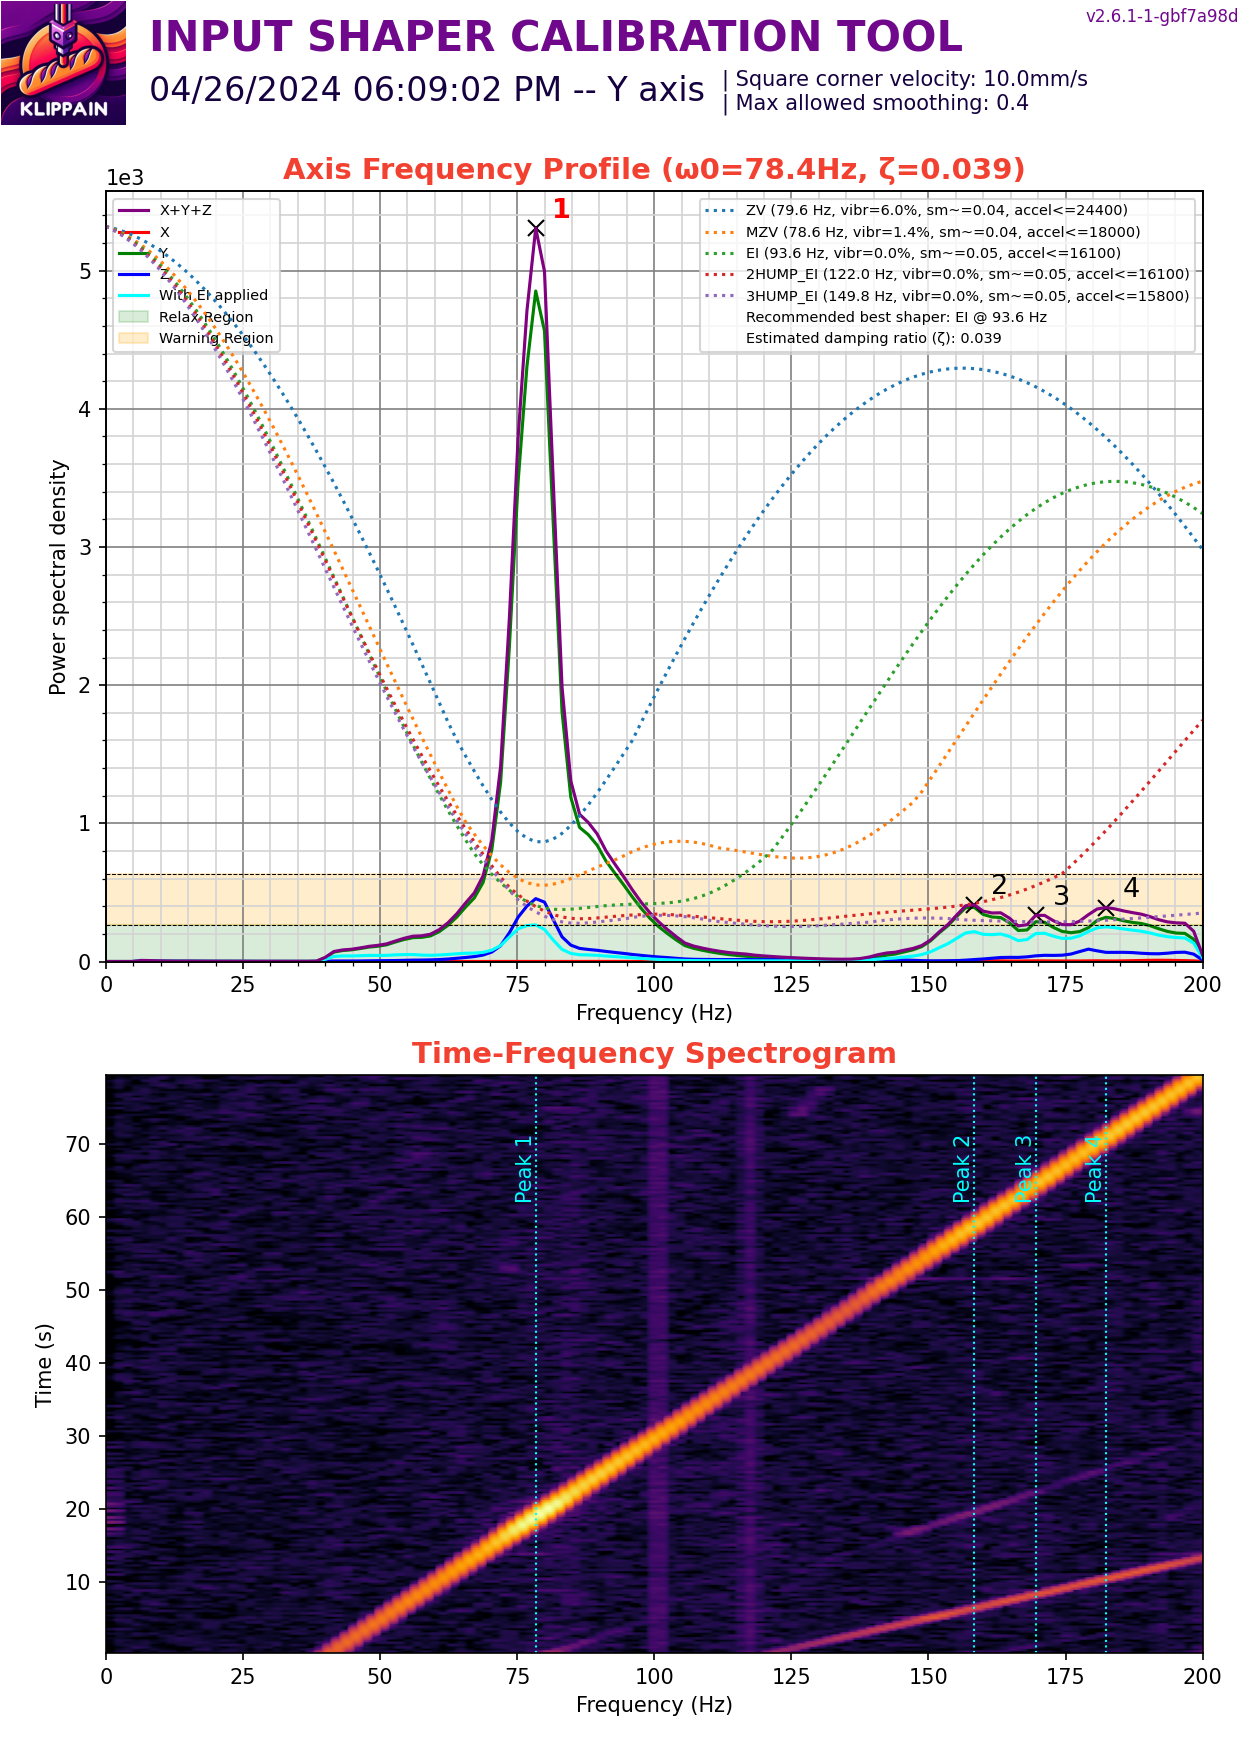 v2.6.1-1-gbf7a98d
INPUT SHAPER CALIBRATION TOOL
04/26/2024 06:09:02 PM -- Y axis
| Square corner velocity: 10.0mm/s
| Max allowed smoothing: 0.4
KLIPPAIN
Axis Frequency Profile (ω0=78.4Hz, ζ=0.039)
1e3
X+Y+Z
X
Y
Z
With EI applied
Relax Region
Warning Region
ZV (79.6 Hz, vibr=6.0%, sm~=0.04, accel<=24400)
MZV (78.6 Hz, vibr=1.4%, sm~=0.04, accel<=18000)
EI (93.6 Hz, vibr=0.0%, sm~=0.05, accel<=16100)
2HUMP_EI (122.0 Hz, vibr=0.0%, sm~=0.05, accel<=16100)
3HUMP_EI (149.8 Hz, vibr=0.0%, sm~=0.05, accel<=15800)
Recommended best shaper: EI @ 93.6 Hz
Estimated damping ratio (ζ): 0.039
1
2
3
4
Power spectral density
5
4
3
2
1
0
0 25 50 75 100 125 150 175 200
Frequency (Hz)
Time-Frequency Spectrogram
Peak 1
Peak 2
Peak 3
Peak 4
Time (s)
70
60
50
40
30
20
10
0 25 50 75 100 125 150 175 200
Frequency (Hz)